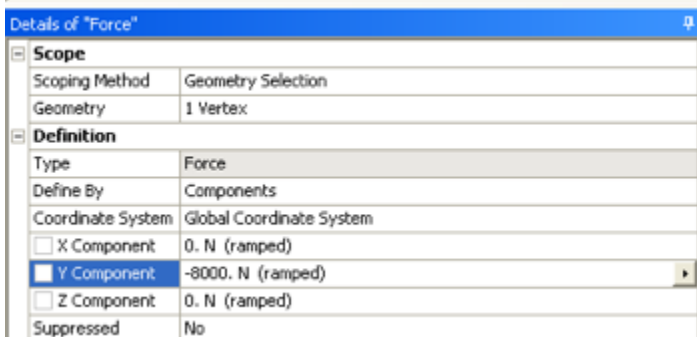 Details of "Force"
Scope
Scoping Method Geometry Selection
Geometry 1 Vertex
Definition
Type Force
Define By Components
Coordinate System Global Coordinate System
X Component 0. N (ramped)
Y Component -8000. N (ramped)
Z Component 0. N (ramped)
Suppressed No